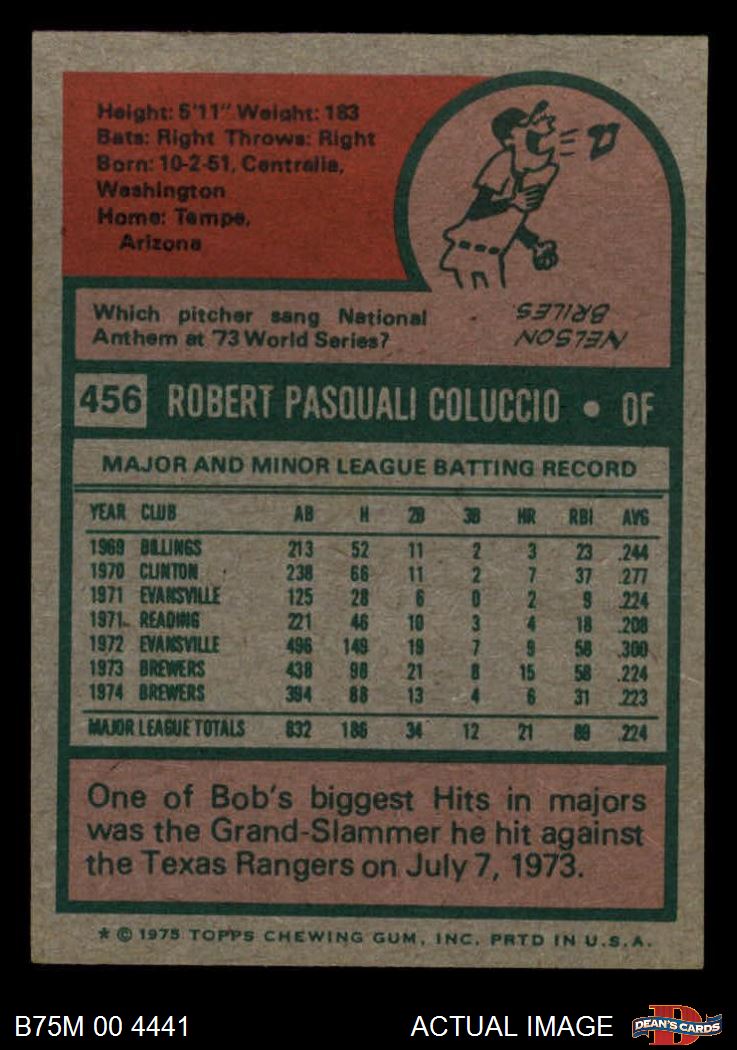 Height: 5'11" Weight: 183
Bats: Right Throws: Right
Born: 10-2-51, Centralia,
Washington
Home: Tempe,
Arizona
Which pitcher sang National
Anthem at '73 World Series?
NELSON
BRILES
456 ROBERT PASQUALI COLUCCIO • OF
MAJOR AND MINOR LEAGUE BATTING RECORD
YEAR CLUB AB H 2B 3B HR RBI AVG
1969 BILLINGS 213 52 11 2 3 23 .244
1970 CLINTON 238 66 11 2 7 37 .277
1971 EVANSVILLE 125 28 6 0 2 9 .224
1971 READING 221 46 10 3 4 18 .208
1972 EVANSVILLE 496 149 19 7 9 58 .300
1973 BREWERS 438 98 21 8 15 58 .224
1974 BREWERS 394 88 13 4 6 31 .223
MAJOR LEAGUE TOTALS 832 186 34 12 21 89 .224
One of Bob's biggest Hits in majors
was the Grand-Slammer he hit against
the Texas Rangers on July 7, 1973.
* © 1975 TOPPS CHEWING GUM, INC. PRTD IN U.S.A.
B75M 00 4441 ACTUAL IMAGE DEAN'S CARDS